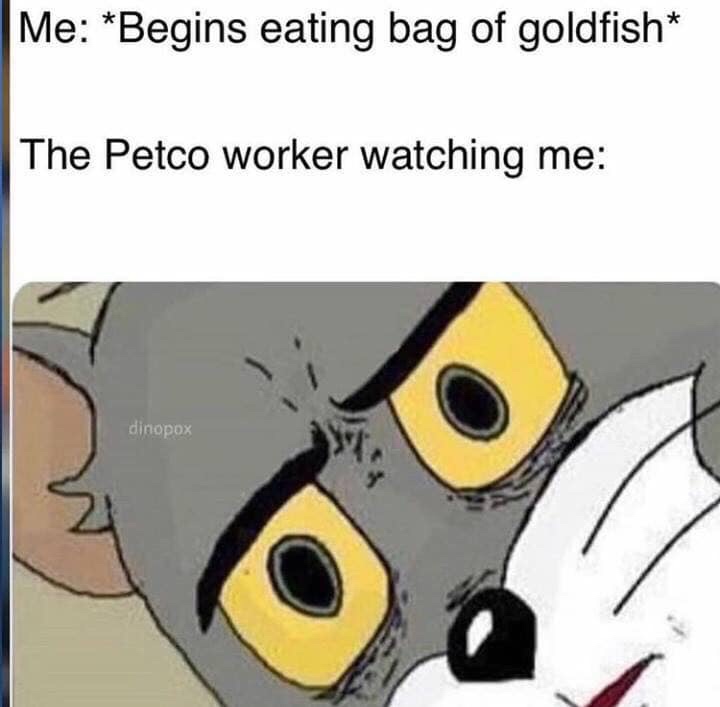 Me: *Begins eating bag of goldfish*
The Petco worker watching me:
dinopox